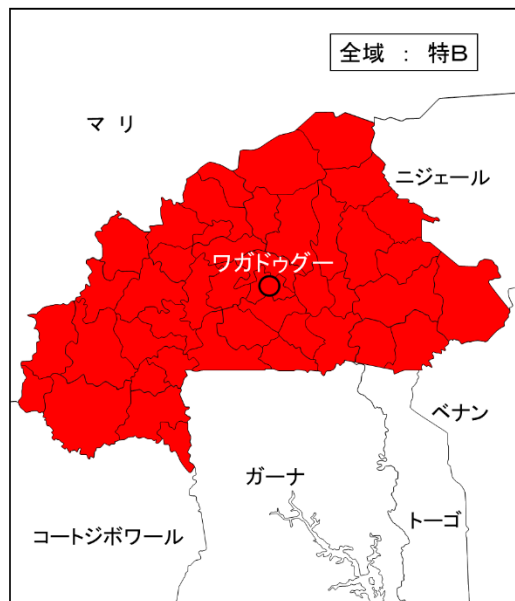 全域 : 特B
マリ
ニジェール
ワガドゥグー
ベナン
ガーナ
トーゴ
コートジボワール